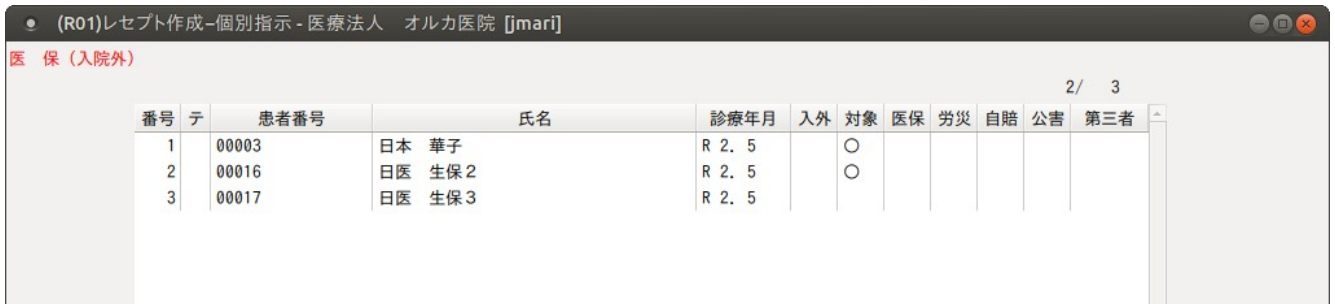 (R01)レセプト作成–個別指示 - 医療法人　オルカ医院 [jmari]
医　保（入院外）
2/　3
番号 テ 患者番号 氏名 診療年月 入外 対象 医保 労災 自賠 公害 第三者
1 00003 日本　華子 R 2. 5 ○
2 00016 日医　生保２ R 2. 5 ○
3 00017 日医　生保３ R 2. 5